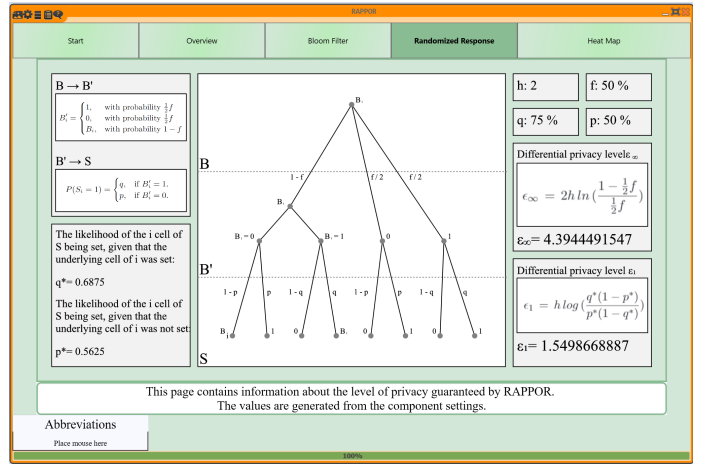 RAPPOR
Start
Overview
Bloom Filter
Randomized Response
Heat Map
B → B'
B'ᵢ = { 1, with probability ½f
0, with probability ½f
Bᵢ, with probability 1 − f
B' → S
P(Sᵢ = 1) = { q, if B'ᵢ = 1.
p, if B'ᵢ = 0.
The likelihood of the i cell of
S being set, given that the
underlying cell of i was set:
q*= 0.6875
The likelihood of the i cell of
S being set, given that the
underlying cell of i was not set:
p*= 0.5625
Bᵢ
B
1 - f
f / 2
f / 2
Bᵢ
Bᵢ = 0
Bᵢ = 1
0
1
B'
1 - p
p
1 - q
q
1 - p
p
1 - q
q
Bᵢ
1
0
Bᵢ
0
1
0
1
S
h: 2
f: 50 %
q: 75 %
p: 50 %
Differential privacy levelε ∞
ϵ∞ = 2h ln (1 − ½f / ½f)
ε∞= 4.3944491547
Differential privacy level ε₁
ϵ₁ = h log (q*(1 − p*) / p*(1 − q*))
ε₁= 1.5498668887
This page contains information about the level of privacy guaranteed by RAPPOR.
The values are generated from the component settings.
Abbreviations
Place mouse here
100%